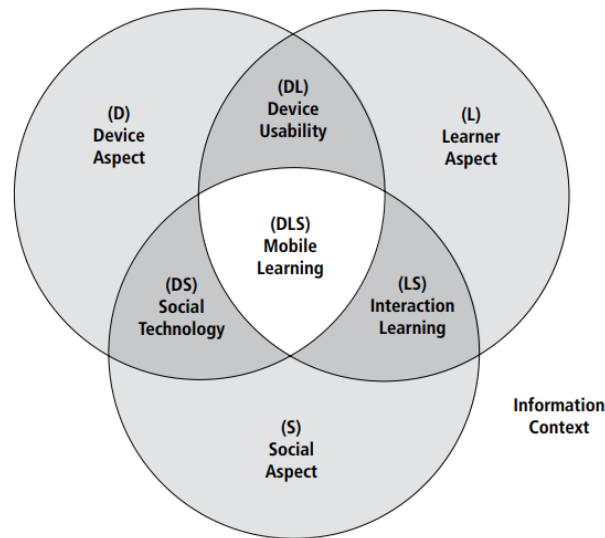 (DL)
Device
Usability
(D)
Device
Aspect
(L)
Learner
Aspect
(DLS)
Mobile
Learning
(DS)
Social
Technology
(LS)
Interaction
Learning
Information
Context
(S)
Social
Aspect